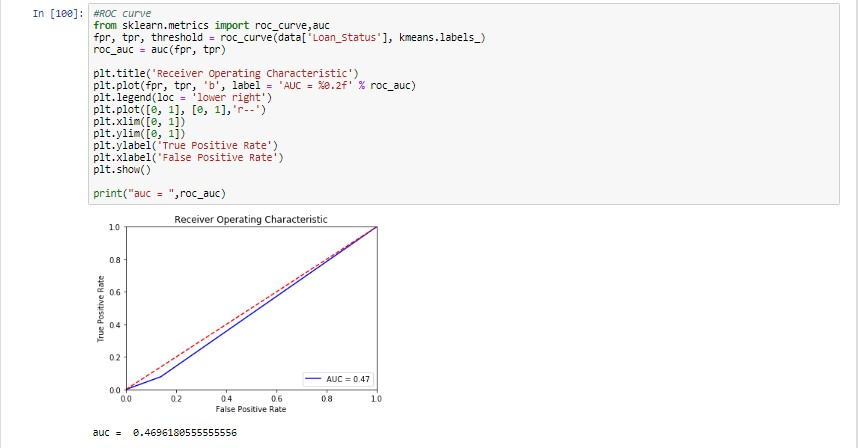 In [100]: #ROC curve
from sklearn.metrics import roc_curve,auc
fpr, tpr, threshold = roc_curve(data['Loan_Status'], kmeans.labels_)
roc_auc = auc(fpr, tpr)
plt.title('Receiver Operating Characteristic')
plt.plot(fpr, tpr, 'b', label = 'AUC = %0.2f' % roc_auc)
plt.legend(loc = 'lower right')
plt.plot([0, 1], [0, 1],'r--')
plt.xlim([0, 1])
plt.ylim([0, 1])
plt.ylabel('True Positive Rate')
plt.xlabel('False Positive Rate')
plt.show()
print("auc = ",roc_auc)
Receiver Operating Characteristic
1.0
0.8
0.6
0.4
0.2
0.0
True Positive Rate
AUC = 0.47
0.0 0.2 0.4 0.6 0.8 1.0
False Positive Rate
auc =  0.4696180555555556